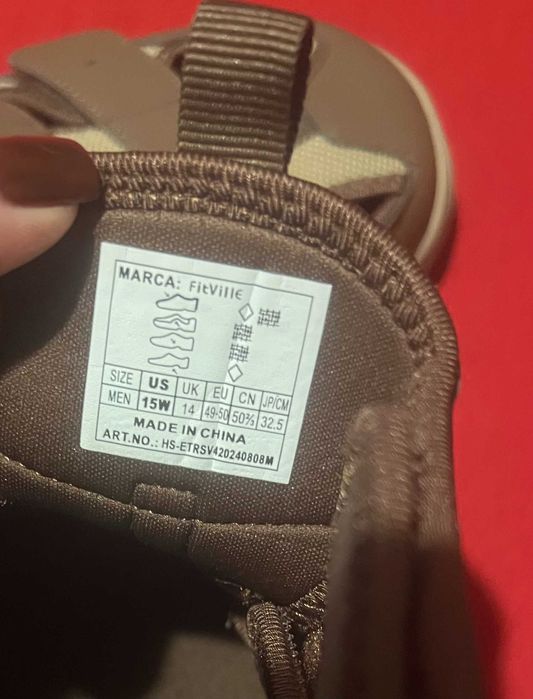 MARCA: FitVille
SIZE US UK EU CN JP/CM
MEN 15W 14 49-50 50⅔ 32.5
MADE IN CHINA
ART.NO.: HS-ETRSV42D240808M